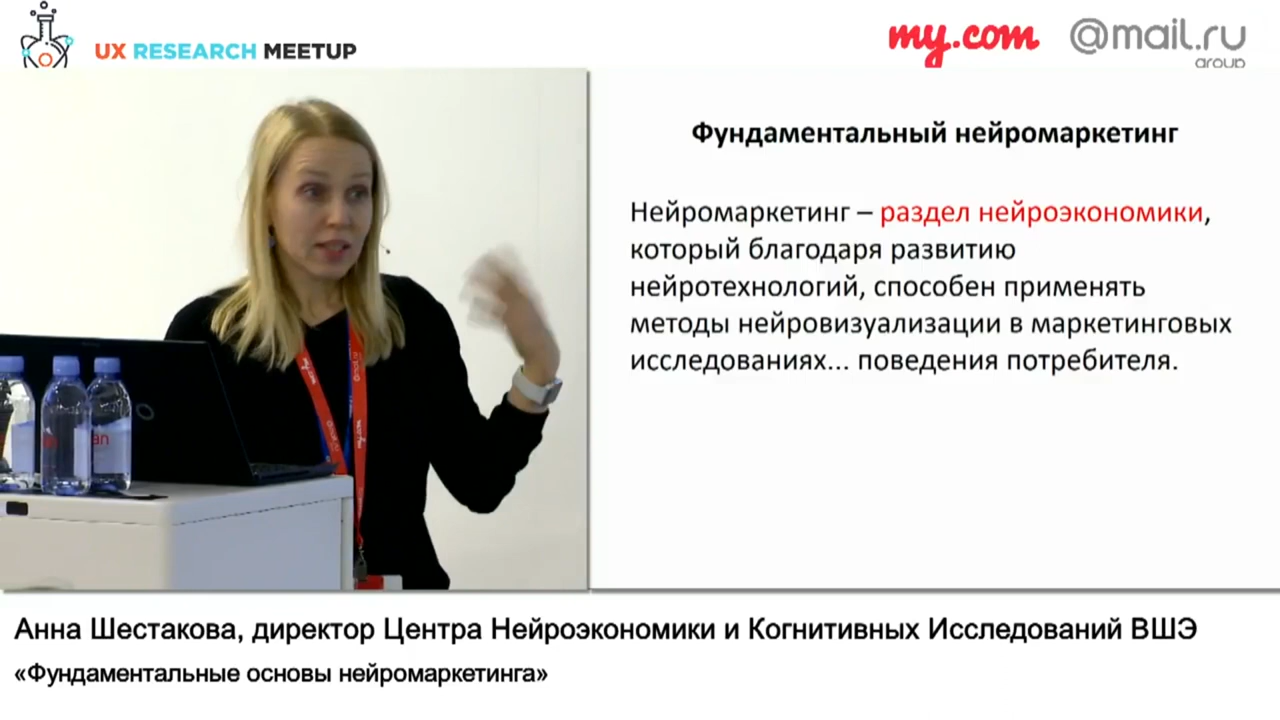 UX RESEARCH MEETUP
my.com @mail.ru
group
Фундаментальный нейромаркетинг
Нейромаркетинг – раздел нейроэкономики,
который благодаря развитию
нейротехнологий, способен применять
методы нейровизуализации в маркетинговых
исследованиях... поведения потребителя.
Анна Шестакова, директор Центра Нейроэкономики и Когнитивных Исследований ВШЭ
«Фундаментальные основы нейромаркетинга»